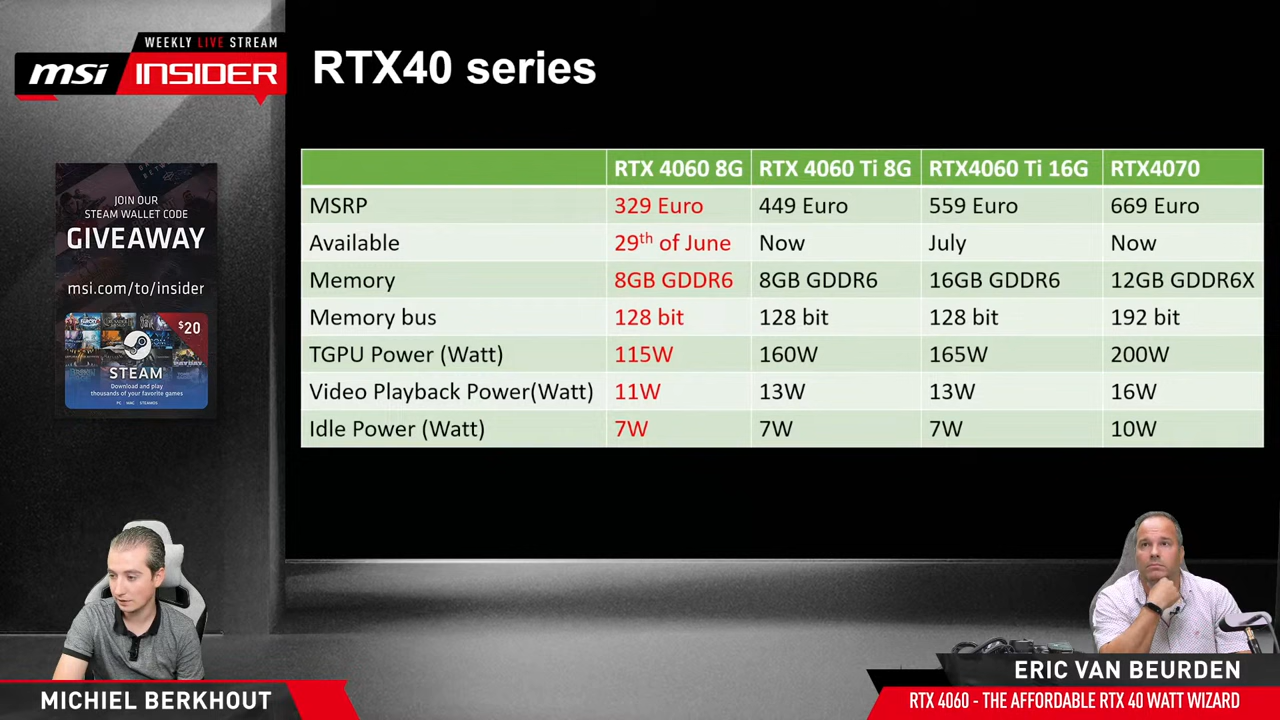 WEEKLY LIVE STREAM
msi INSIDER
RTX40 series
JOIN OUR
STEAM WALLET CODE
GIVEAWAY
msi.com/to/insider
$20
STEAM
Download and play
thousands of your favorite games
PC | MAC | STEAMOS
RTX 4060 8G RTX 4060 Ti 8G RTX4060 Ti 16G RTX4070
MSRP 329 Euro 449 Euro 559 Euro 669 Euro
Available 29th of June Now July Now
Memory 8GB GDDR6 8GB GDDR6 16GB GDDR6 12GB GDDR6X
Memory bus 128 bit 128 bit 128 bit 192 bit
TGPU Power (Watt) 115W 160W 165W 200W
Video Playback Power(Watt) 11W 13W 13W 16W
Idle Power (Watt) 7W 7W 7W 10W
MICHIEL BERKHOUT
ERIC VAN BEURDEN
RTX 4060 - THE AFFORDABLE RTX 40 WATT WIZARD